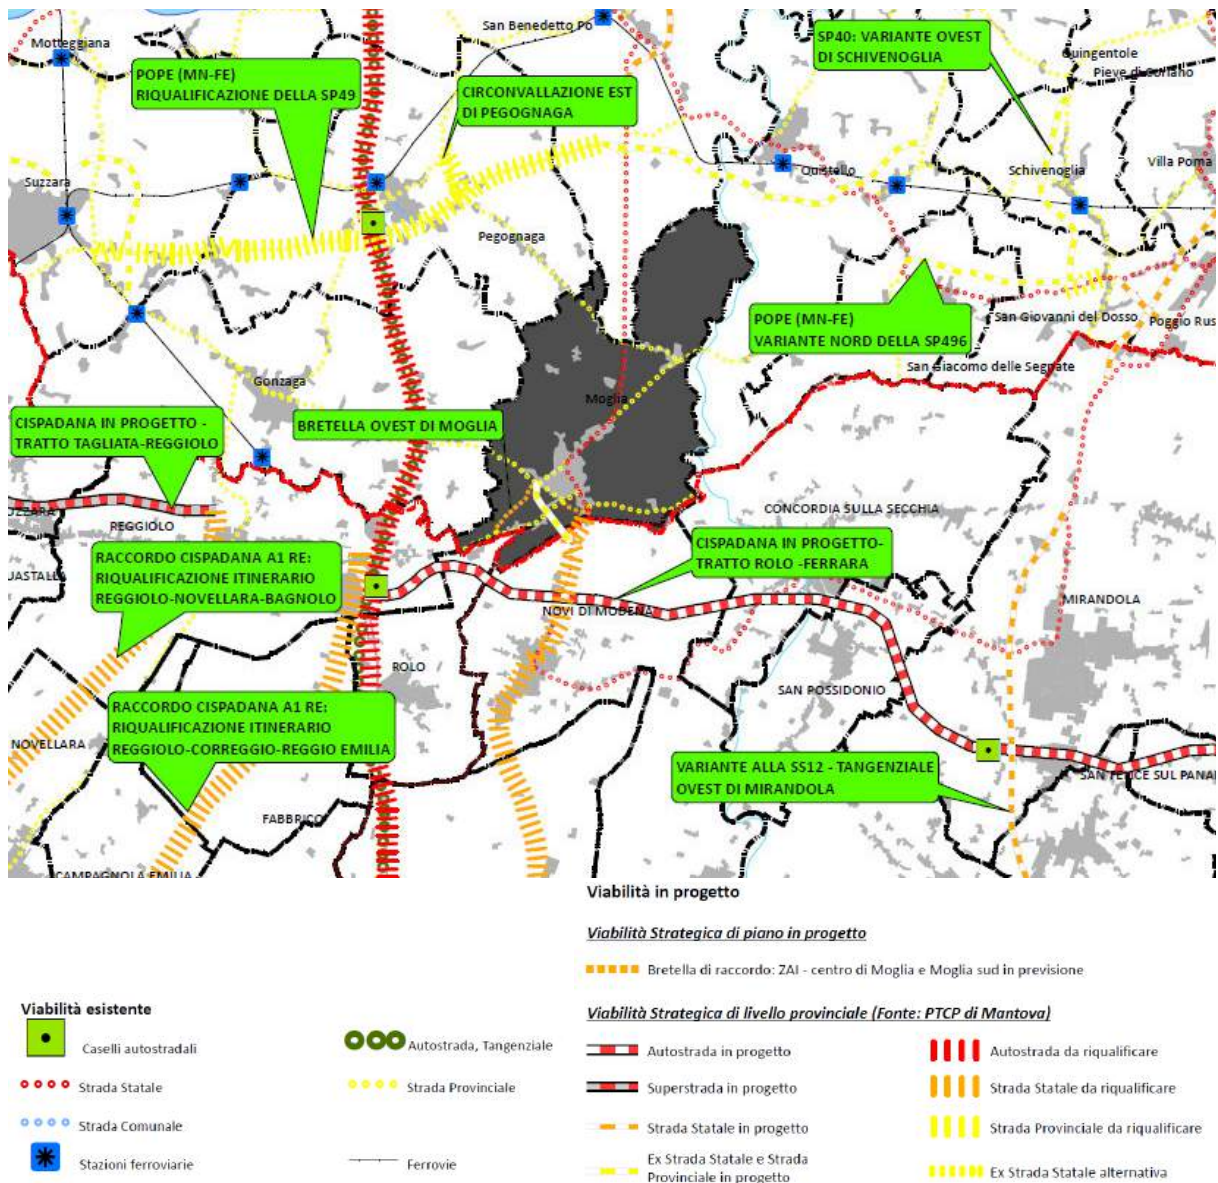 San Benedetto Po
Motteggiana
SP40: VARIANTE OVEST
DI SCHIVENOGLIA
Quingentole
Pieve di Coriano
POPE (MN-FE)
RIQUALIFICAZIONE DELLA SP49
CIRCONVALLAZIONE EST
DI PEGOGNAGA
Suzzara
Quistello
Schivenoglia
Villa Poma
Pegognaga
POPE (MN-FE)
VARIANTE NORD DELLA SP496
San Giovanni del Dosso
Poggio Rus
San Giacomo delle Segnate
Gonzaga
Moglia
CISPADANA IN PROGETTO -
TRATTO TAGLIATA-REGGIOLO
BRETELLA OVEST DI MOGLIA
UZZARA
REGGIOLO
CONCORDIA SULLA SECCHIA
CISPADANA IN PROGETTO-
TRATTO ROLO -FERRARA
RACCORDO CISPADANA A1 RE:
RIQUALIFICAZIONE ITINERARIO
REGGIOLO-NOVELLARA-BAGNOLO
UASTALLA
NOVI DI MODENA
MIRANDOLA
ROLO
SAN POSSIDONIO
RACCORDO CISPADANA A1 RE:
RIQUALIFICAZIONE ITINERARIO
REGGIOLO-CORREGGIO-REGGIO EMILIA
NOVELLARA
VARIANTE ALLA SS12 - TANGENZIALE
OVEST DI MIRANDOLA
SAN FELICE SUL PANA
FABBRICO
CAMPAGNOLA EMILIA
Viabilità in progetto
Viabilità Strategica di piano in progetto
Bretella di raccordo: ZAI - centro di Moglia e Moglia sud in previsione
Viabilità esistente
Caselli autostradali
Autostrada, Tangenziale
Strada Statale
Strada Provinciale
Strada Comunale
Stazioni ferroviarie
Ferrovie
Viabilità Strategica di livello provinciale (Fonte: PTCP di Mantova)
Autostrada in progetto
Autostrada da riqualificare
Superstrada in progetto
Strada Statale da riqualificare
Strada Statale in progetto
Strada Provinciale da riqualificare
Ex Strada Statale e Strada
Provinciale in progetto
Ex Strada Statale alternativa